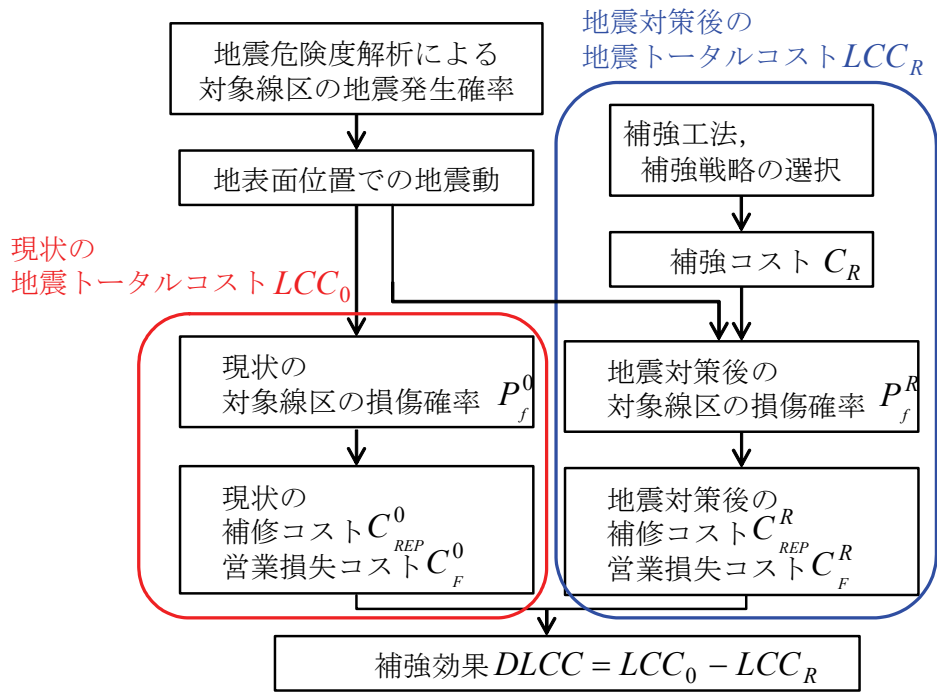 地震危険度解析による
対象線区の地震発生確率
地表面位置での地震動
地震対策後の
地震トータルコストLCC_R
補強工法,
補強戦略の選択
補強コスト C_R
現状の
地震トータルコストLCC_0
現状の
対象線区の損傷確率 P_f^0
地震対策後の
対象線区の損傷確率 P_f^R
現状の
補修コストC_REP^0
営業損失コストC_F^0
地震対策後の
補修コストC_REP^R
営業損失コストC_F^R
補強効果DLCC = LCC_0 − LCC_R